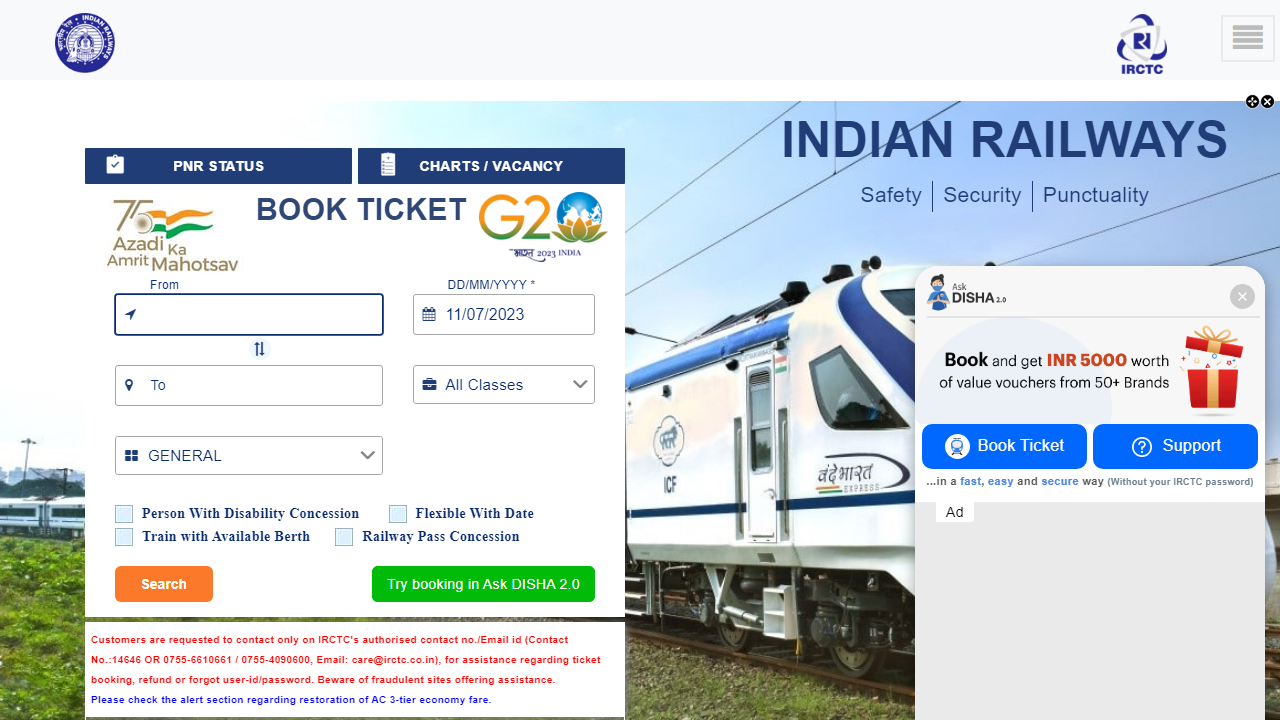 INDIAN RAILWAYS
IRCTC
INDIAN RAILWAYS
Safety
Security
Punctuality
PNR STATUS
CHARTS / VACANCY
75
Azadi Ka
Amrit Mahotsav
BOOK TICKET
G20
भारत 2023 INDIA
From
DD/MM/YYYY *
11/07/2023
To
All Classes
GENERAL
Person With Disability Concession
Flexible With Date
Train with Available Berth
Railway Pass Concession
Search
Try booking in Ask DISHA 2.0
Customers are requested to contact only on IRCTC's authorised contact no./Email id (Contact
No.:14646 OR 0755-6610661 / 0755-4090600, Email: care@irctc.co.in), for assistance regarding ticket
booking, refund or forgot user-id/password. Beware of fraudulent sites offering assistance.
Please check the alert section regarding restoration of AC 3-tier economy fare.
ICF
वंदे भारत
EXPRESS
Ask
DISHA 2.0
Book and get INR 5000 worth
of value vouchers from 50+ Brands
Book Ticket
Support
...in a fast, easy and secure way (Without your IRCTC password)
Ad